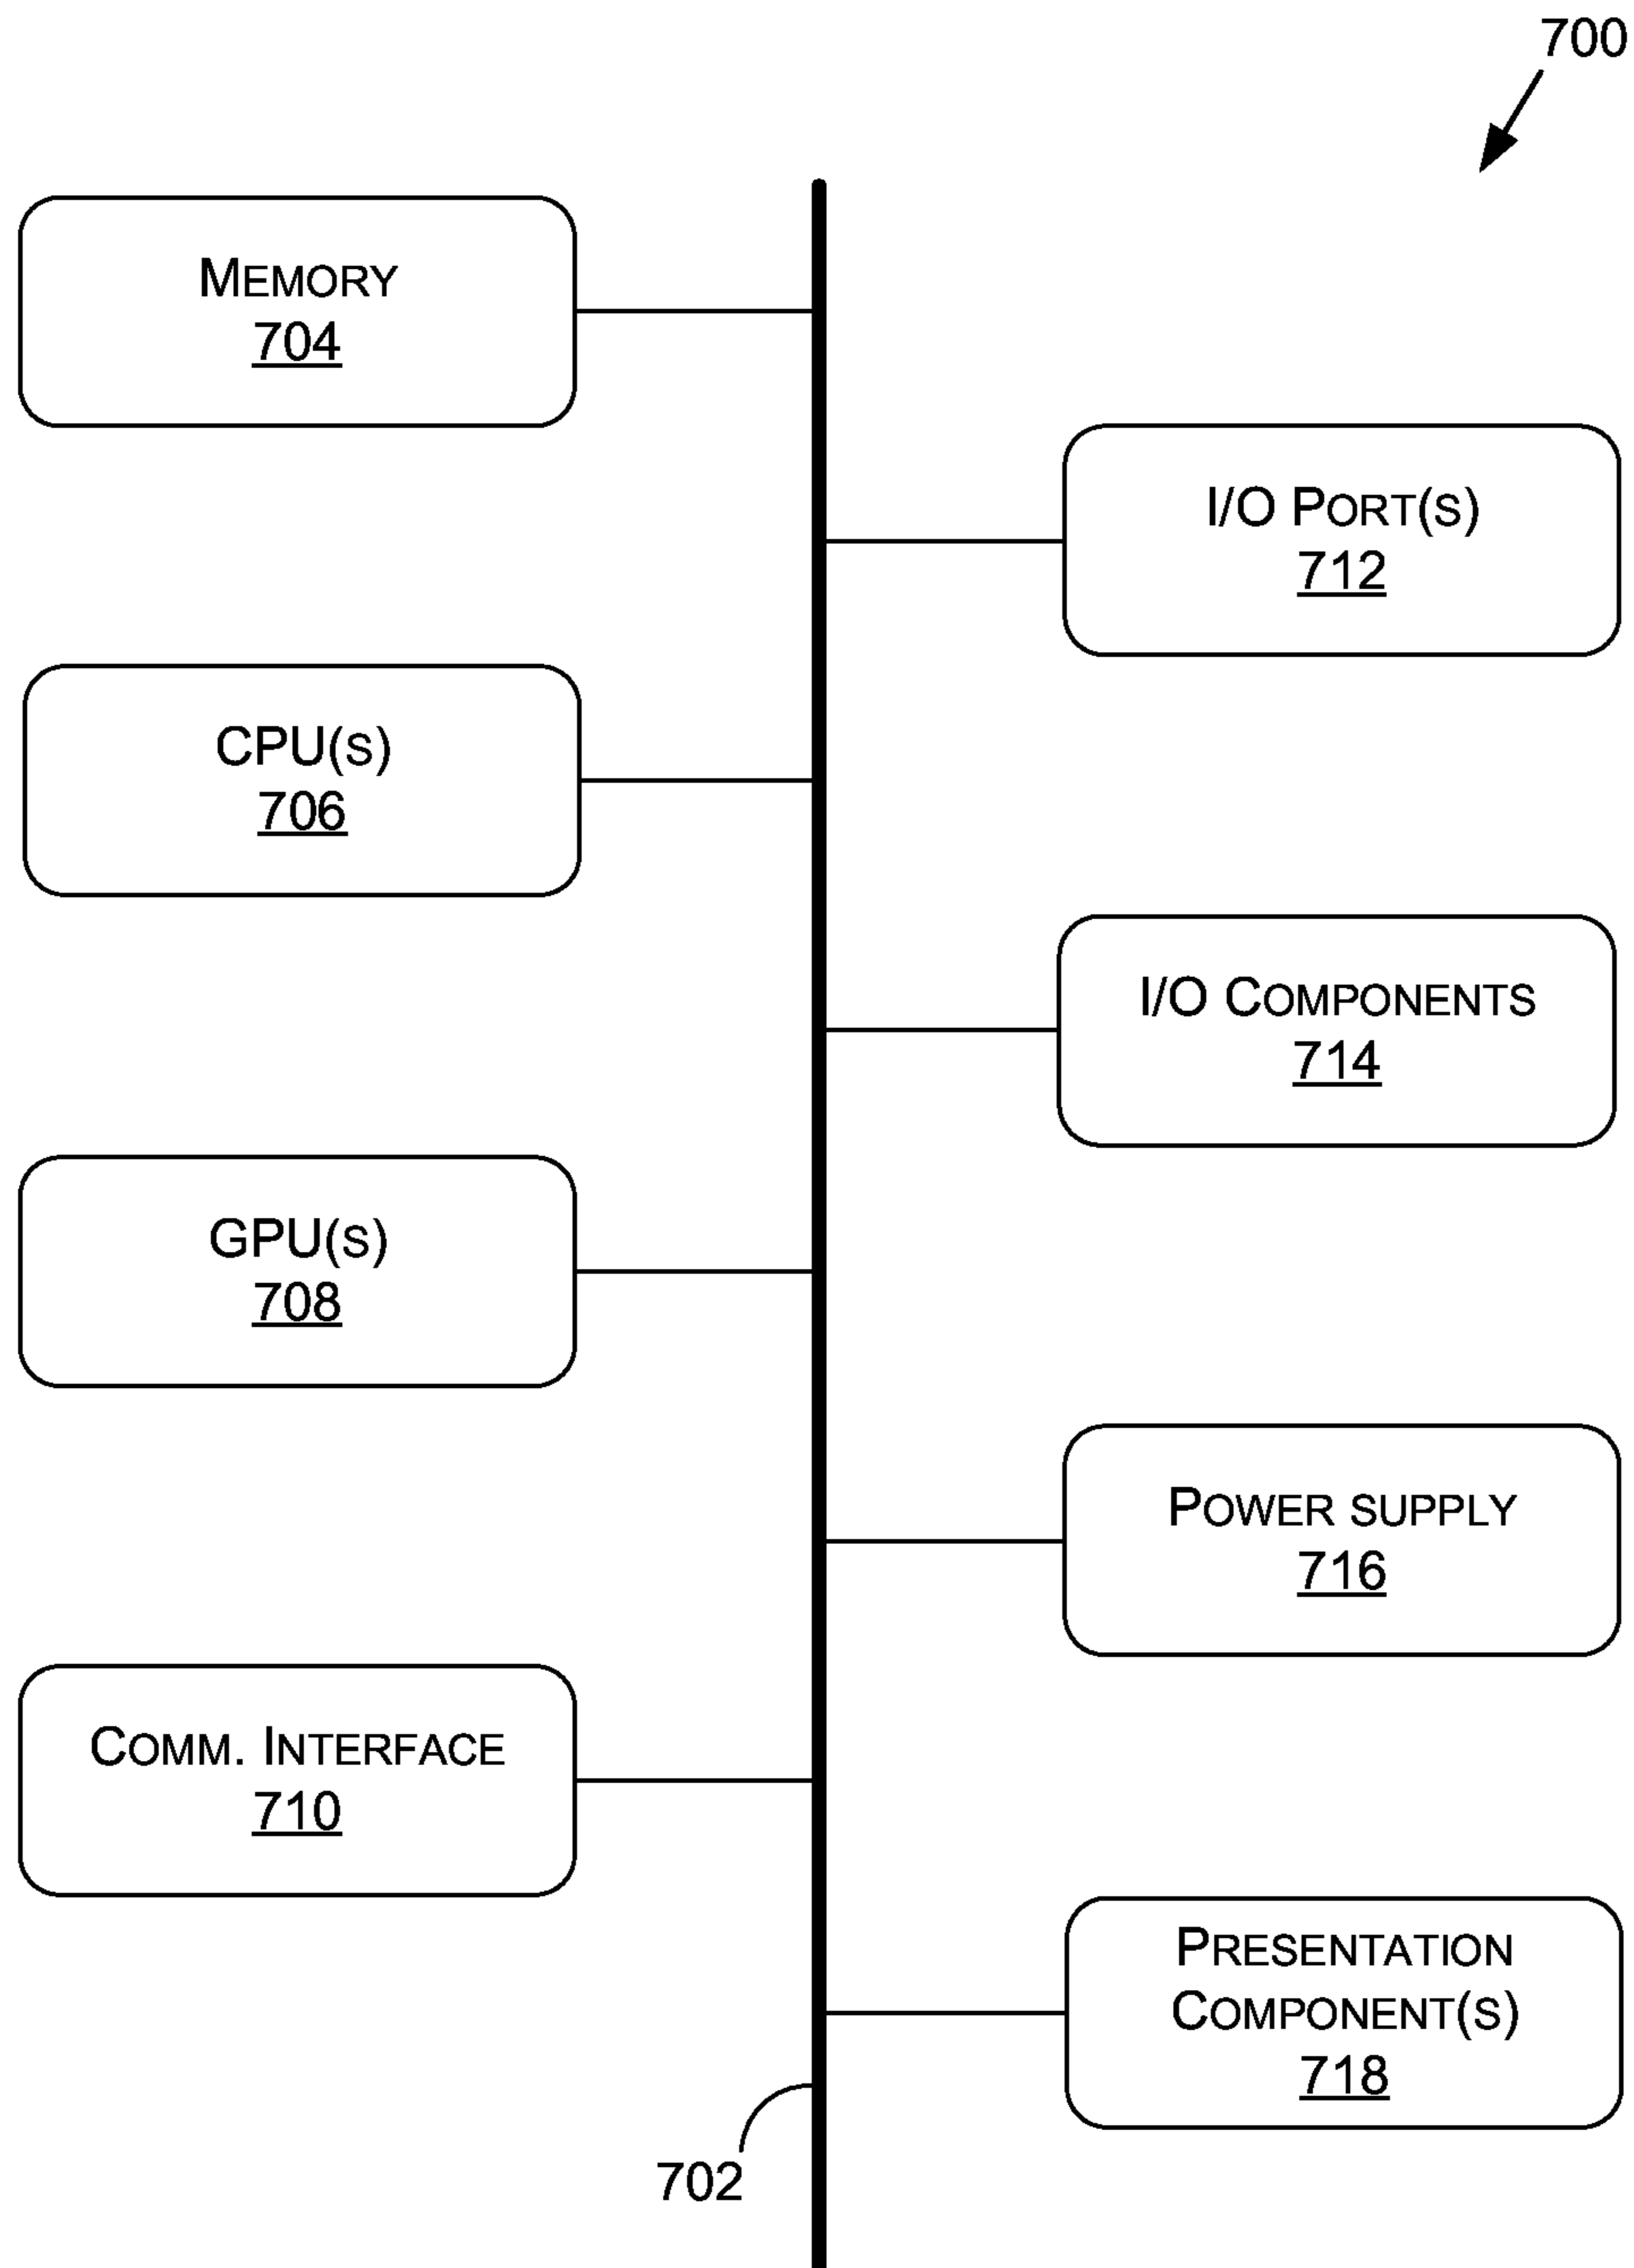 700
MEMORY
704
I/O PORT(S)
712
CPU(S)
706
I/O COMPONENTS
714
GPU(S)
708
POWER SUPPLY
716
COMM. INTERFACE
710
PRESENTATION
COMPONENT(S)
718
702